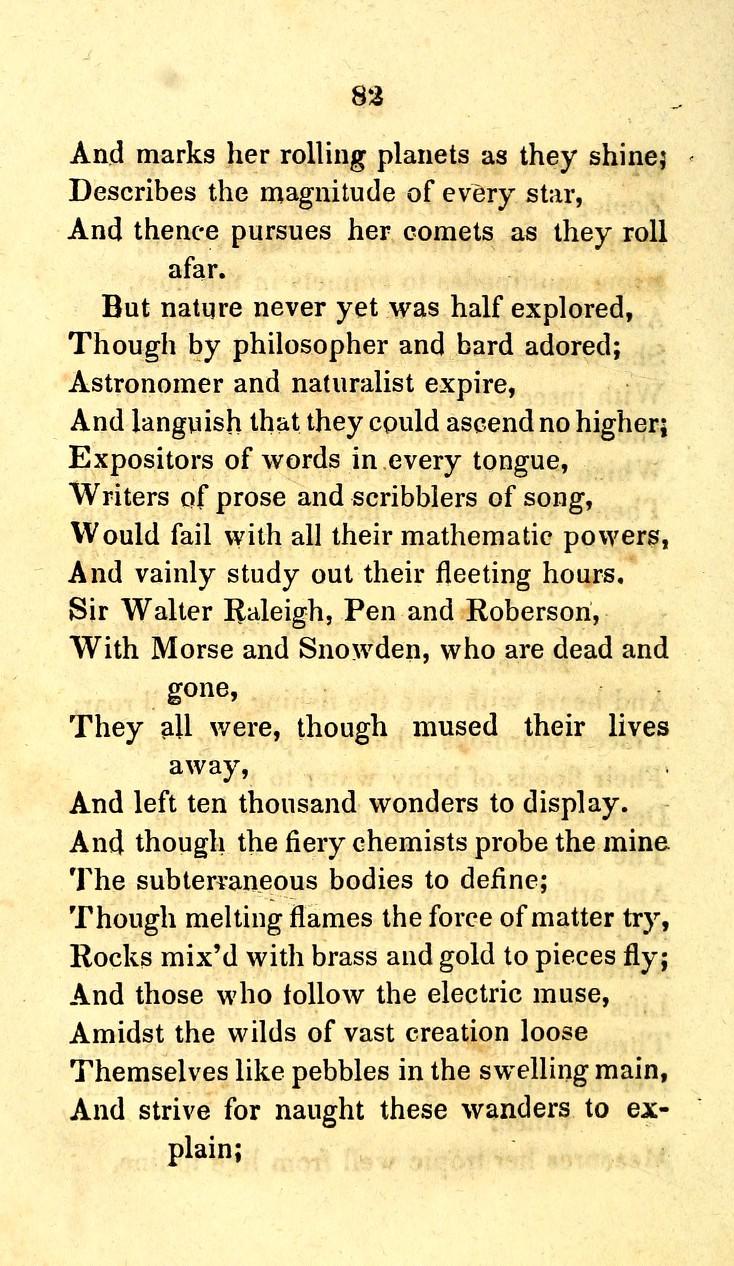 82
And marks her rolling planets as they shine;
Describes the magnitude of every star,
And thence pursues her comets as they roll
afar.
But nature never yet was half explored,
Though by philosopher and bard adored;
Astronomer and naturalist expire,
And languish that they could ascend no higher;
Expositors of words in every tongue,
Writers of prose and scribblers of song,
Would fail with all their mathematic powers,
And vainly study out their fleeting hours.
Sir Walter Raleigh, Pen and Roberson,
With Morse and Snowden, who are dead and
gone,
They all were, though mused their lives
away,
And left ten thousand wonders to display.
And though the fiery chemists probe the mine
The subterraneous bodies to define;
Though melting flames the force of matter try,
Rocks mix'd with brass and gold to pieces fly;
And those who follow the electric muse,
Amidst the wilds of vast creation loose
Themselves like pebbles in the swelling main,
And strive for naught these wanders to ex-
plain;